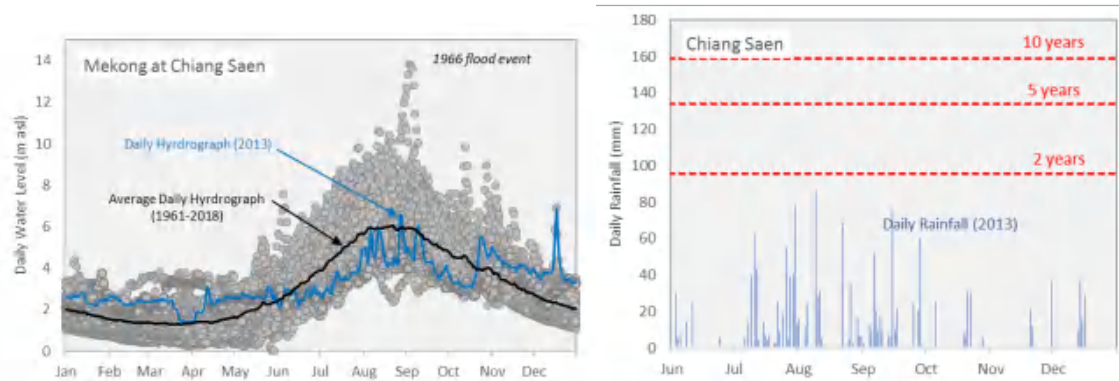 Mekong at Chiang Saen
1966 flood event
Daily Hyrdrograph (2013)
Average Daily Hyrdrograph
(1961-2018)
Daily Water Level (m asl)
14
12
10
8
6
4
2
0
Jan Feb Mar Apr May Jun Jul Aug Sep Oct Nov Dec
Chiang Saen
10 years
5 years
2 years
Daily Rainfall (2013)
Daily Rainfall (mm)
180
160
140
120
100
80
60
40
20
0
Jun Jul Aug Sep Oct Nov Dec